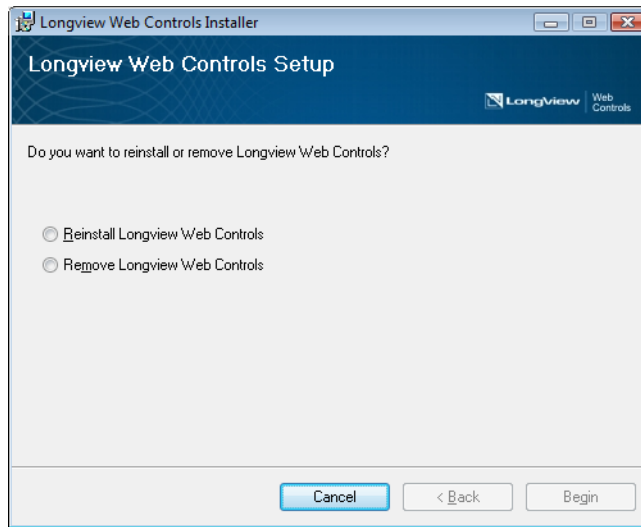 Longview Web Controls Installer
Longview Web Controls Setup
LongView Web
Controls
Do you want to reinstall or remove Longview Web Controls?
Reinstall Longview Web Controls
Remove Longview Web Controls
Cancel < Back Begin